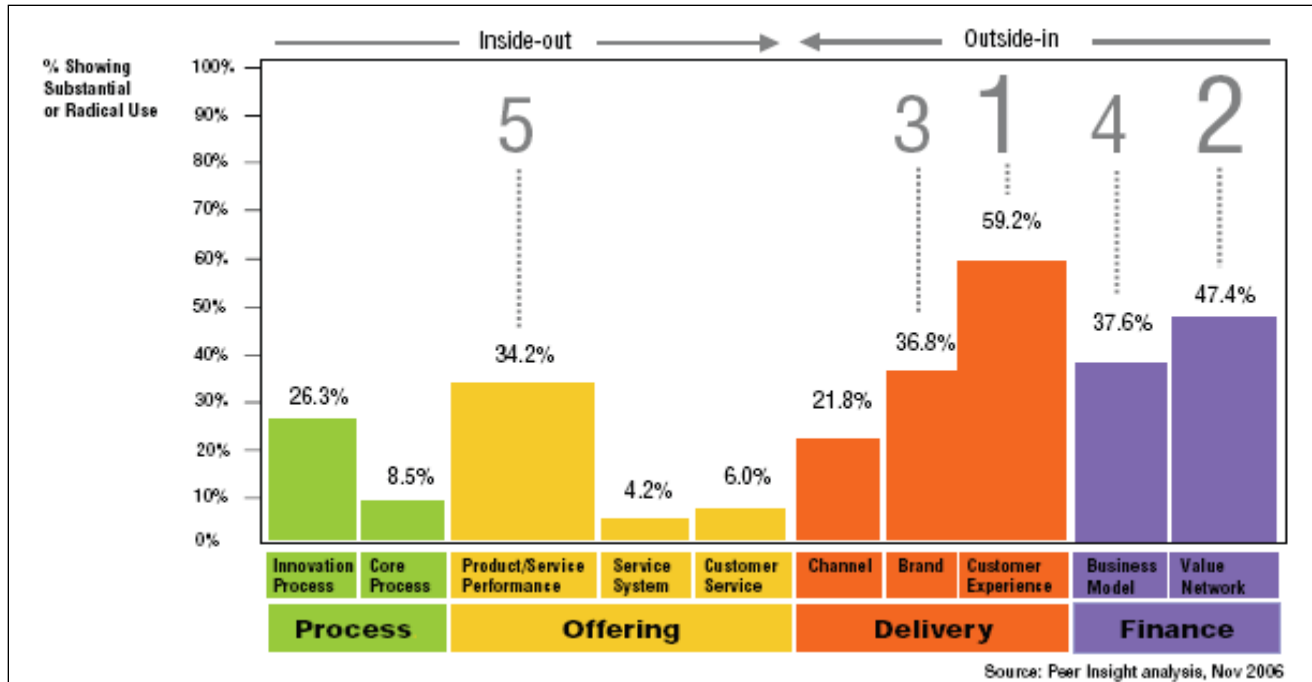 Inside-out
Outside-in
% Showing
Substantial
or Radical Use
100%
90%
80%
70%
60%
50%
40%
30%
20%
10%
0%
5
3
1
4
2
26.3%
8.5%
34.2%
4.2%
6.0%
21.8%
36.8%
59.2%
37.6%
47.4%
Innovation
Process
Core
Process
Product/Service
Performance
Service
System
Customer
Service
Channel
Brand
Customer
Experience
Business
Model
Value
Network
Process
Offering
Delivery
Finance
Source: Peer Insight analysis, Nov 2006